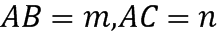 AB = m,AC = n